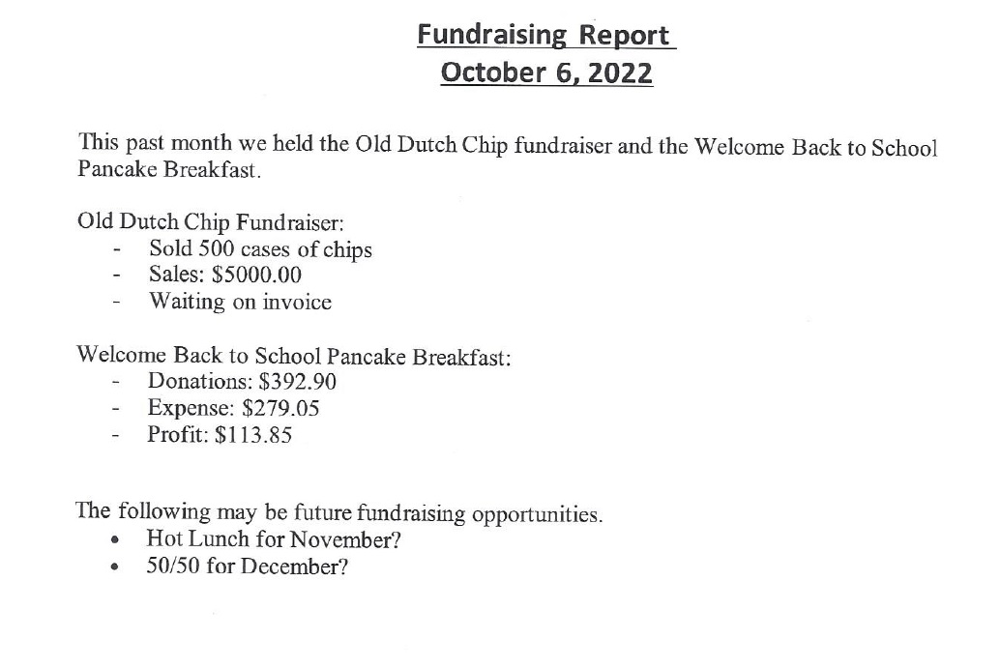 Fundraising Report
October 6, 2022
This past month we held the Old Dutch Chip fundraiser and the Welcome Back to School
Pancake Breakfast.
Old Dutch Chip Fundraiser:
- Sold 500 cases of chips
- Sales: $5000.00
- Waiting on invoice
Welcome Back to School Pancake Breakfast:
- Donations: $392.90
- Expense: $279.05
- Profit: $113.85
The following may be future fundraising opportunities.
• Hot Lunch for November?
• 50/50 for December?